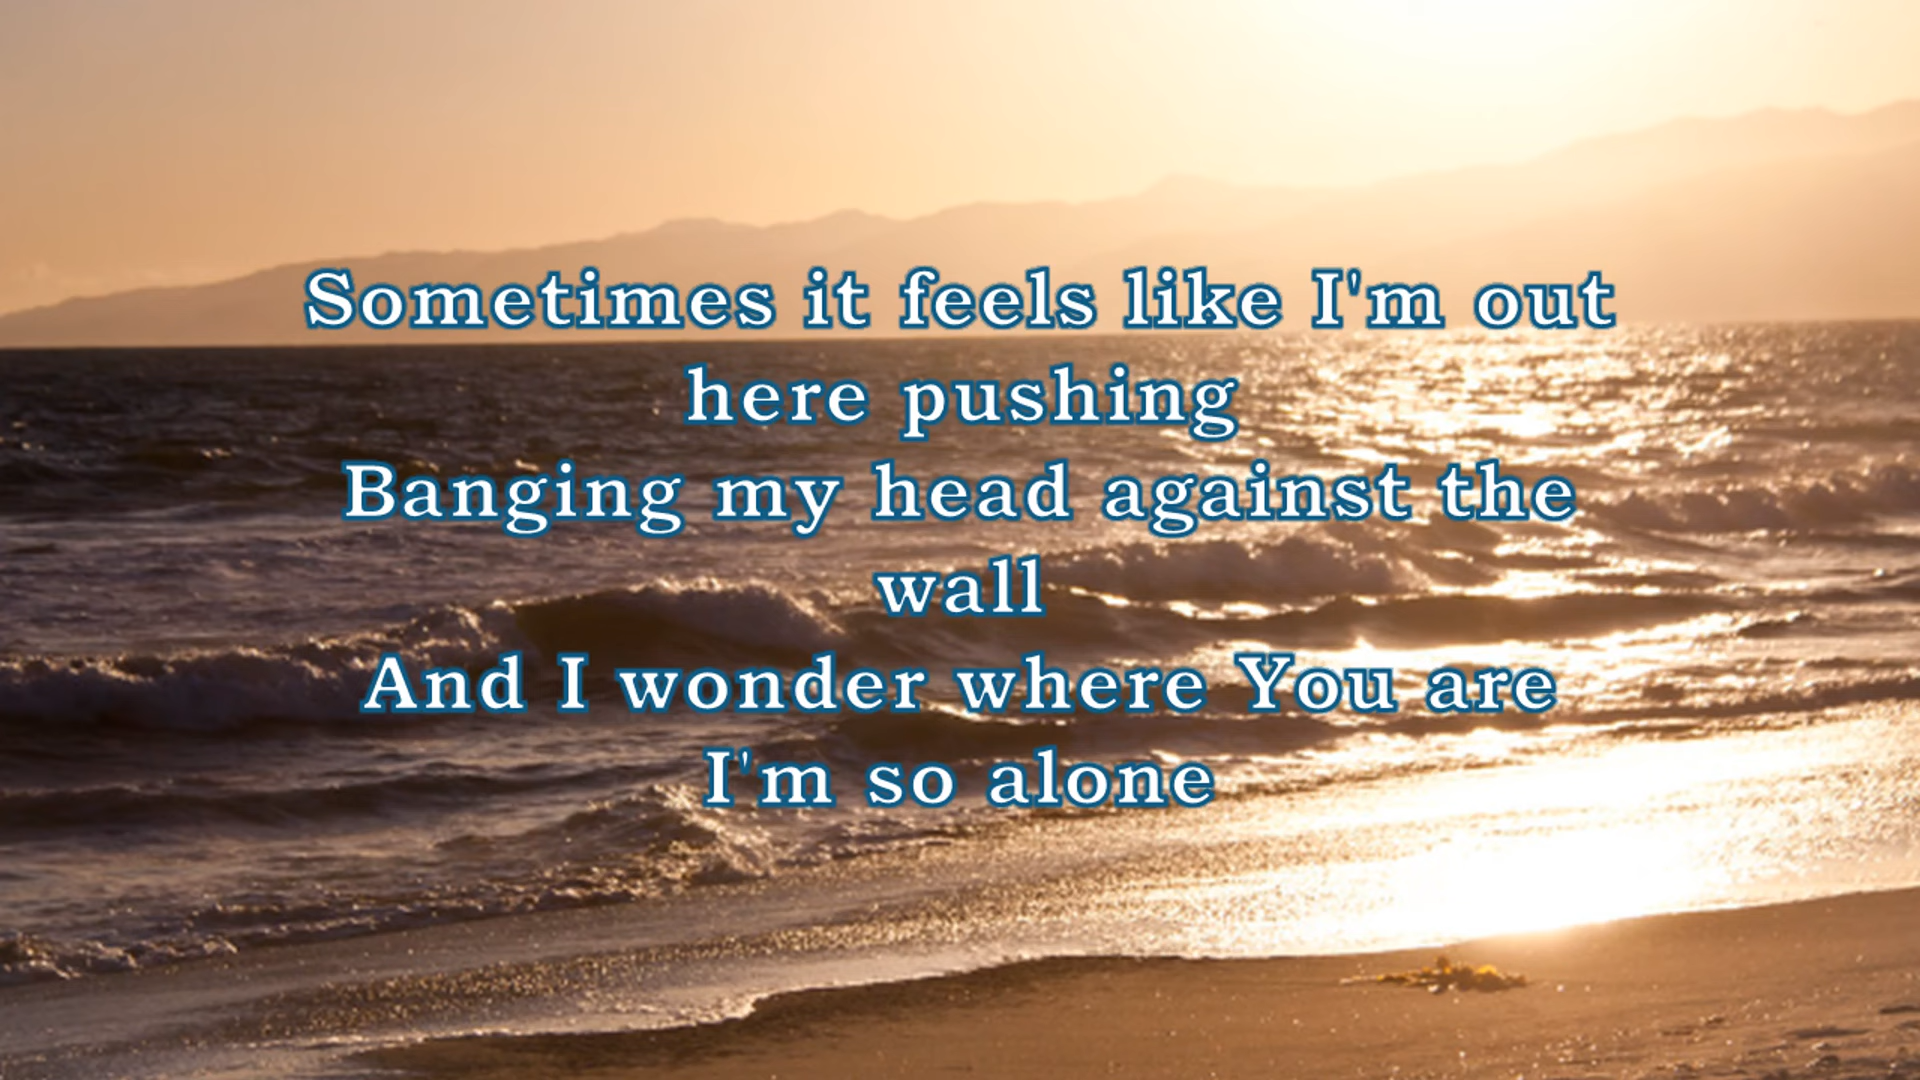 Sometimes it feels like I'm out
here pushing
Banging my head against the
wall
And I wonder where You are
I'm so alone